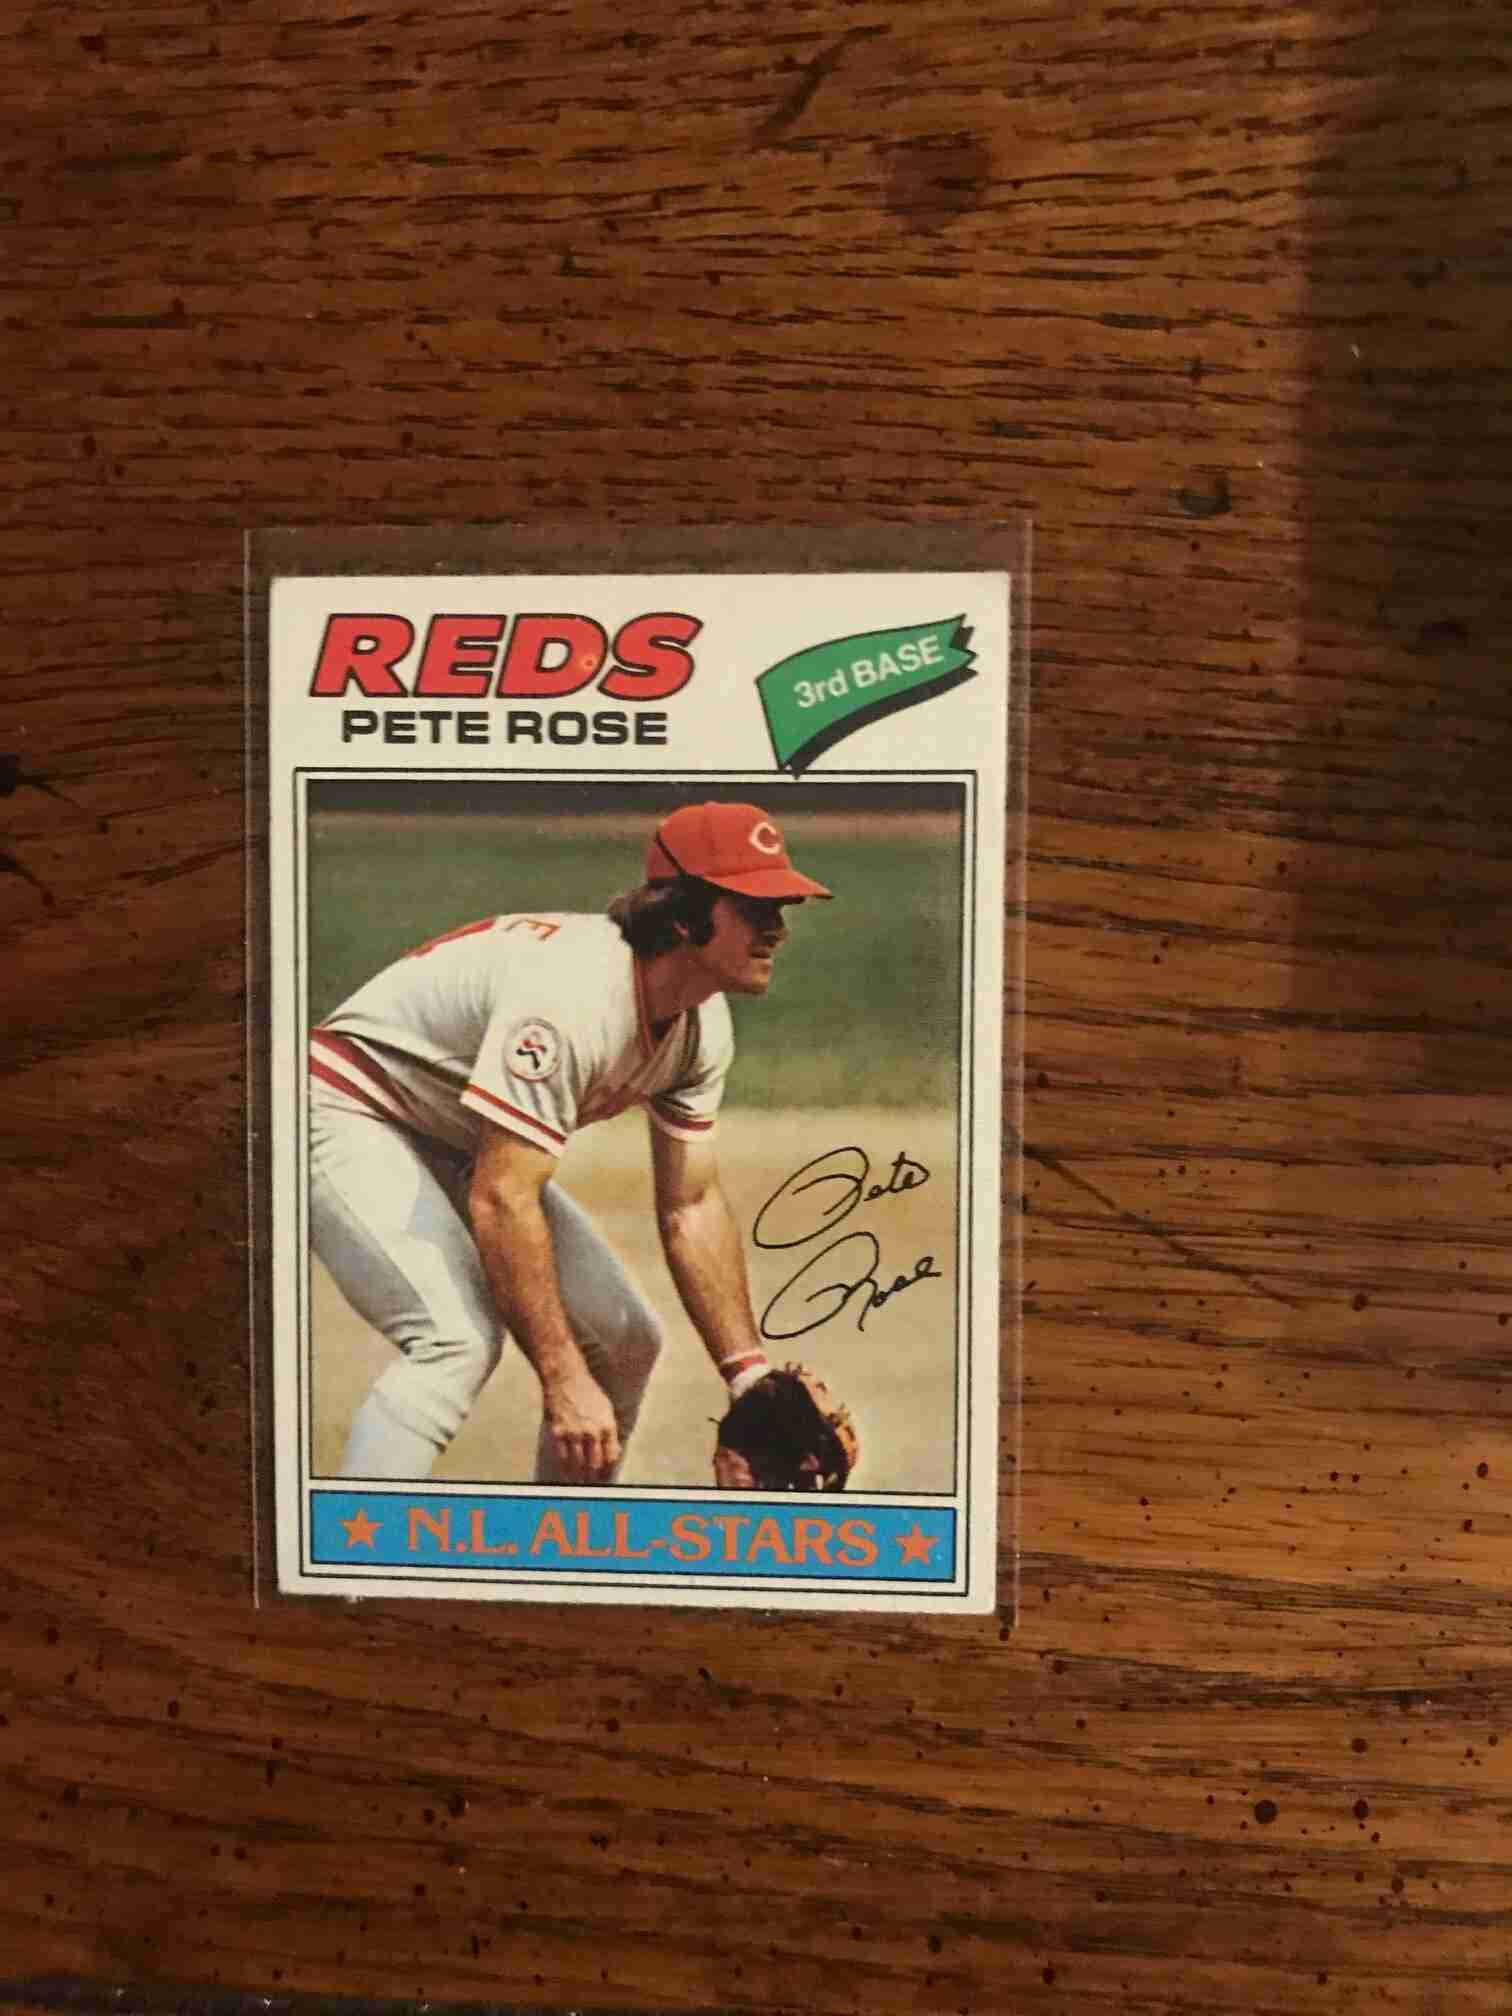 REDS
PETE ROSE
3rd BASE
C
E
Pete
Rose
★ N.L. ALL-STARS ★